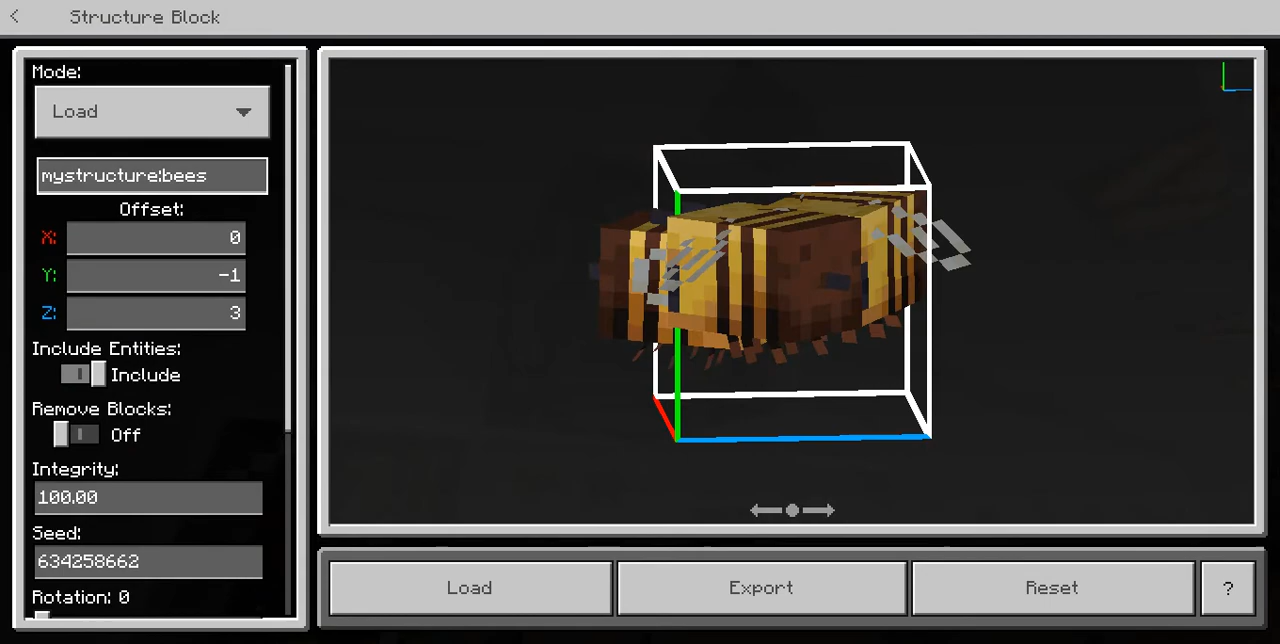 Structure Block
Mode:
Load
mystructure:bees
Offset:
X: 0
Y: -1
Z: 3
Include Entities:
Include
Remove Blocks:
Off
Integrity:
100,00
Seed:
634258662
Rotation: 0
Load
Export
Reset
?